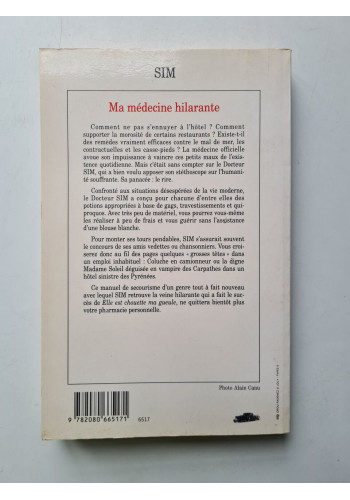 SIM
Ma médecine hilarante
Comment ne pas s'ennuyer à l'hôtel ? Comment
supporter la morosité de certains restaurants ? Existe-t-il
des remèdes vraiment efficaces contre le mal de mer, les
contractuelles et les casse-pieds ? La médecine officielle
avoue son impuissance à vaincre ces petits maux de l'exis-
tence quotidienne. Mais c'était sans compter sur le Docteur
SIM, qui a bien voulu apposer son stéthoscope sur l'humani-
té souffrante. Sa panacée : le rire.
Confronté aux situations désespérées de la vie moderne,
le Docteur SIM a conçu pour chacune d'entre elles des
potions appropriées à base de gags, travestissements et qui-
proquos. Avec très peu de matériel, vous pourrez vous-même
les réaliser à peu de frais et vous guérir sans l'assistance
d'une blouse blanche.
Pour monter ses tours pendables, SIM s'assurait souvent le
concours de ses amis vedettes ou chansonniers. Vous croi-
serez donc au fil des pages quelques « grosses têtes » dans
un emploi inhabituel : Coluche en camionneur ou la digne
Madame Soleil déguisée en vampire des Carpathes dans un
hôtel sinistre des Pyrénées.
Ce manuel de secourisme d'un genre tout à fait nouveau
avec lequel SIM retrouve la veine hilarante qui a fait le suc-
cès de Elle est chouette ma gueule, ne quittera bientôt plus
votre pharmacie personnelle.
Photo Alain Canu
9 782080 665171
6517